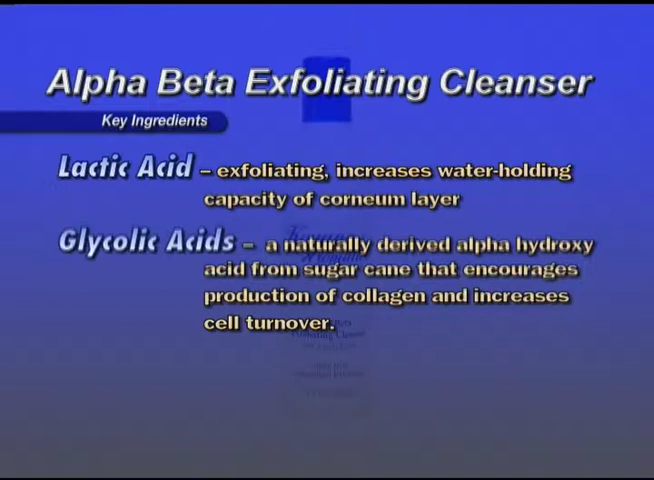 Alpha Beta Exfoliating Cleanser
Key Ingredients
Lactic Acid – exfoliating, increases water-holding
capacity of corneum layer
Glycolic Acids – a naturally derived alpha hydroxy
acid from sugar cane that encourages
production of collagen and increases
cell turnover.